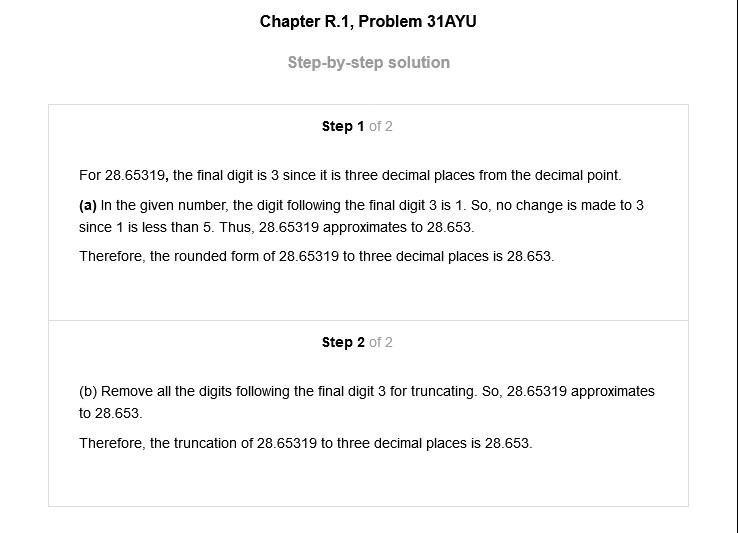 Chapter R.1, Problem 31AYU
Step-by-step solution
Step 1 of 2
For 28.65319, the final digit is 3 since it is three decimal places from the decimal point.
(a) In the given number, the digit following the final digit 3 is 1. So, no change is made to 3
since 1 is less than 5. Thus, 28.65319 approximates to 28.653.
Therefore, the rounded form of 28.65319 to three decimal places is 28.653.
Step 2 of 2
(b) Remove all the digits following the final digit 3 for truncating. So, 28.65319 approximates
to 28.653.
Therefore, the truncation of 28.65319 to three decimal places is 28.653.